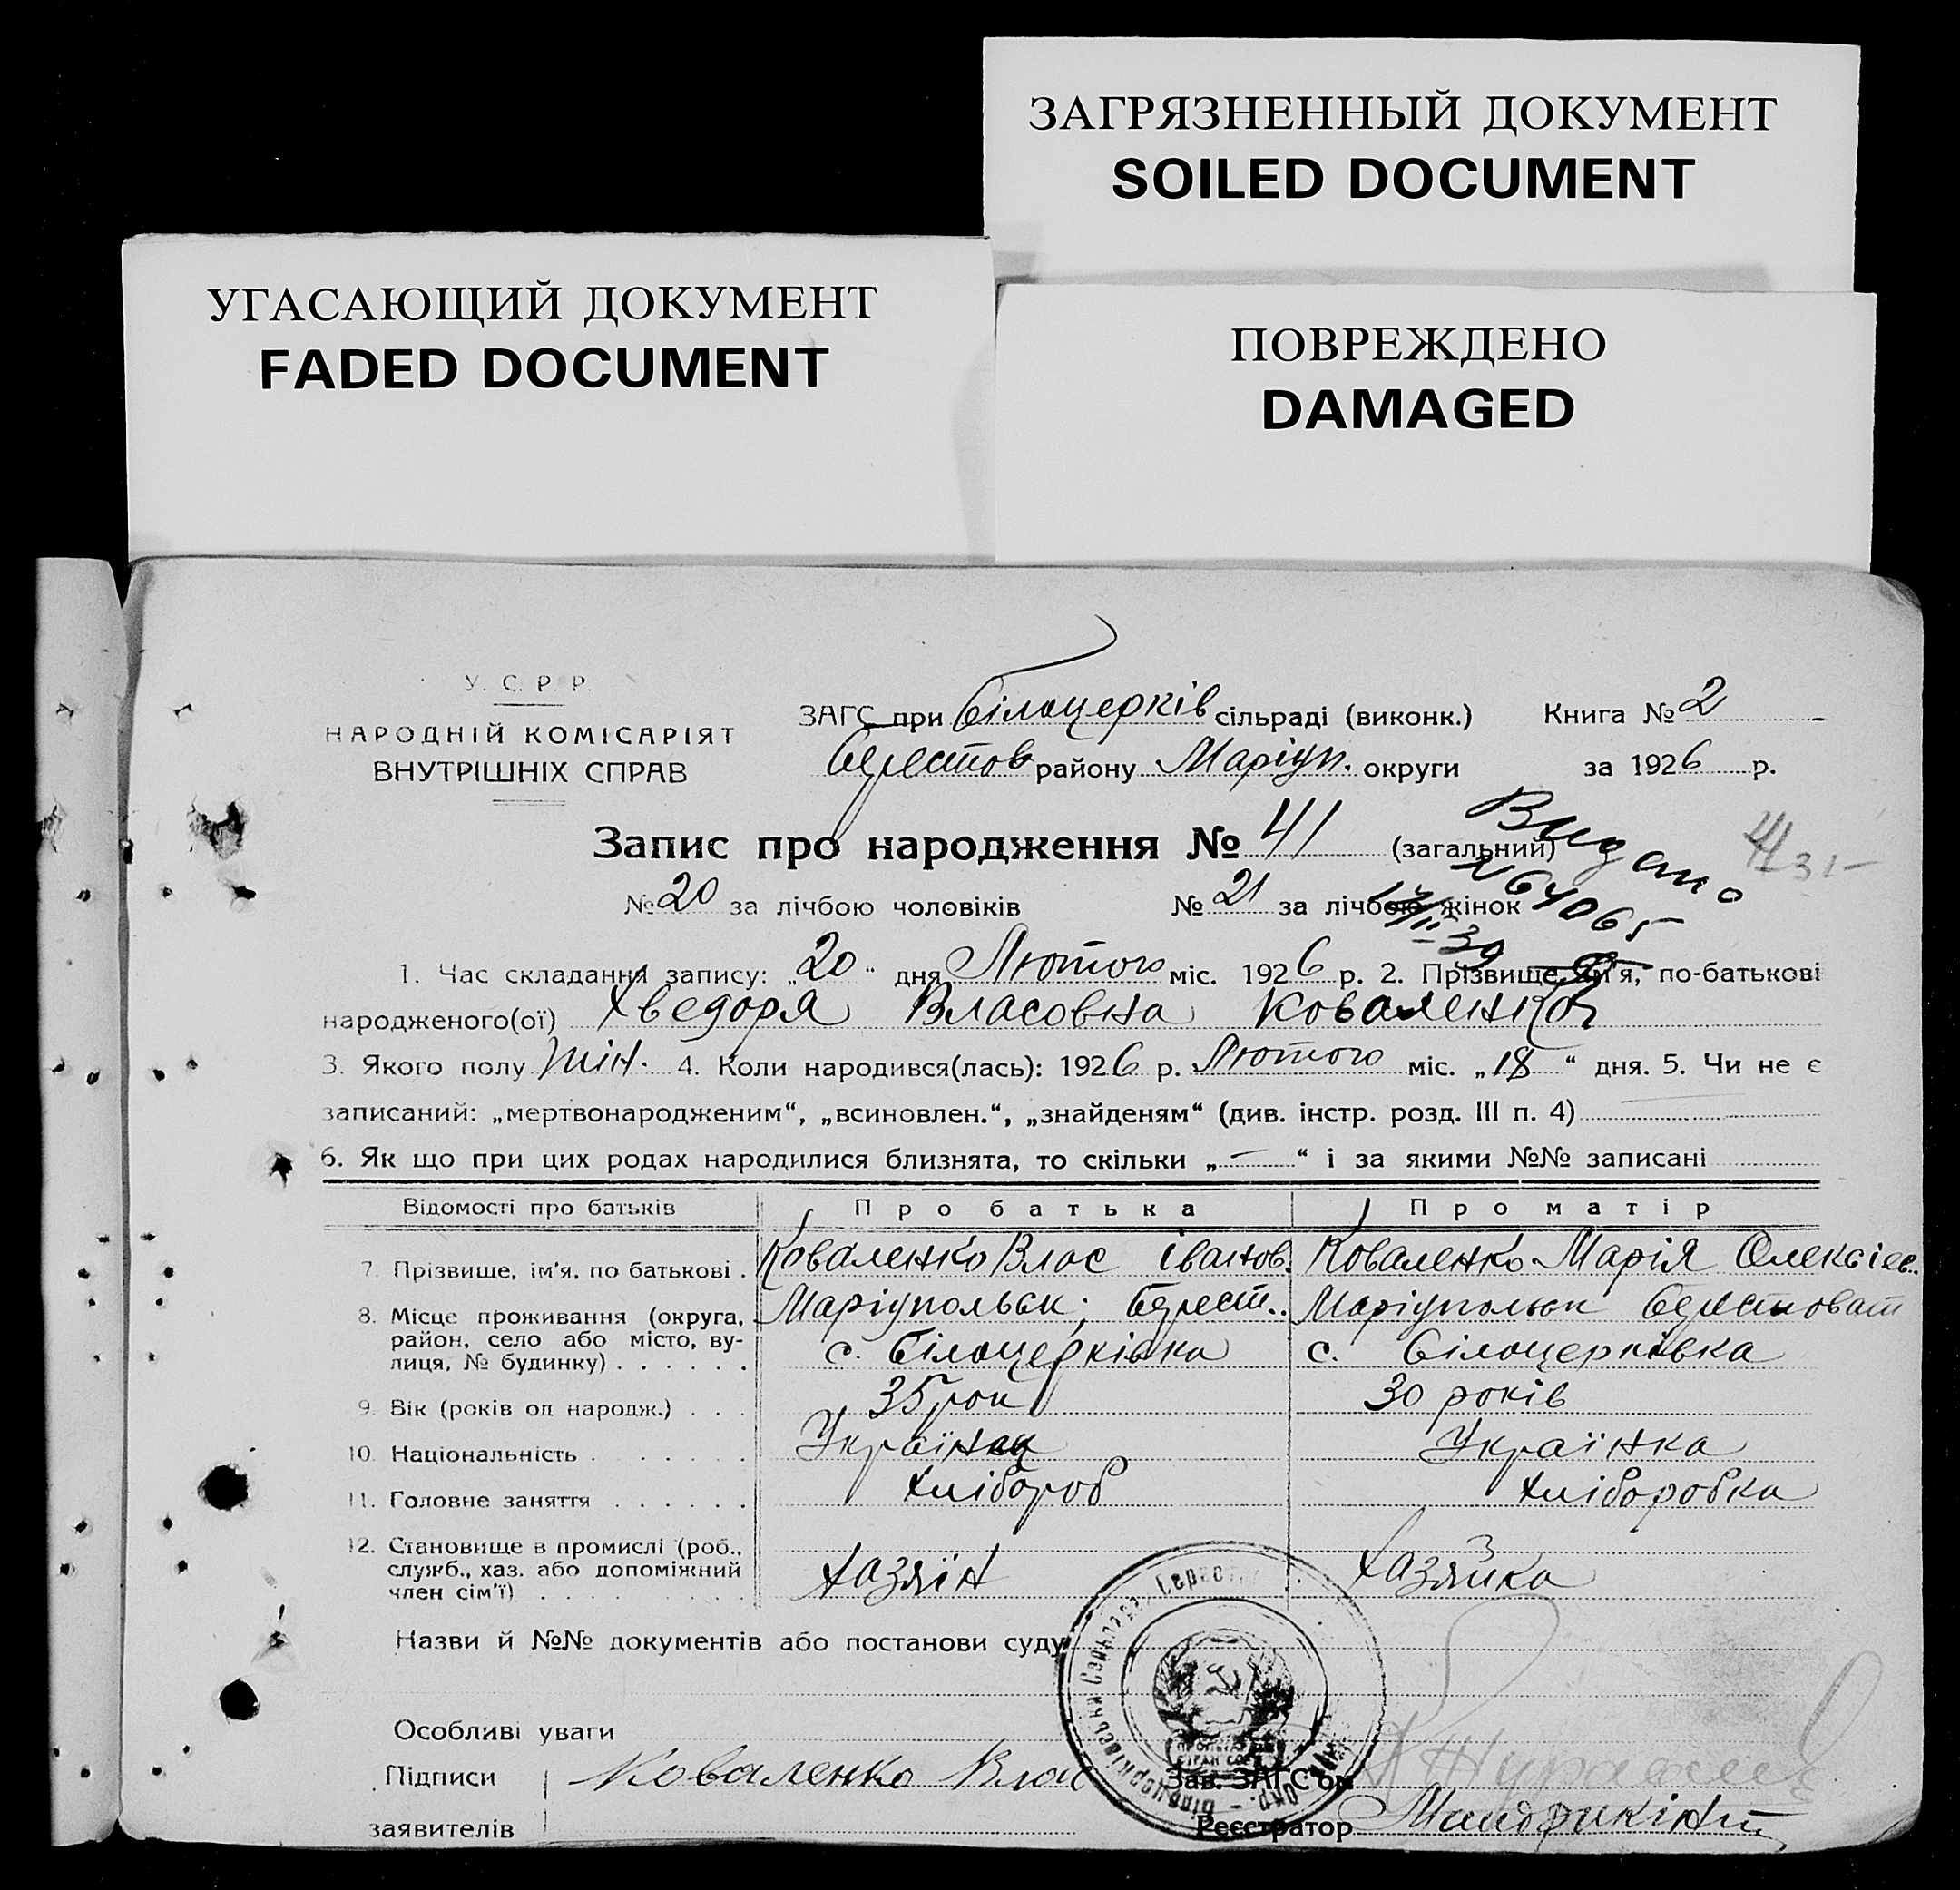 ЗАГРЯЗНЕННЫЙ ДОКУМЕНТ
SOILED DOCUMENT
УГАСАЮЩИЙ ДОКУМЕНТ
FADED DOCUMENT
ПОВРЕЖДЕНО
DAMAGED
У. С. Р. Р.
НАРОДНІЙ КОМІСАРІЯТ
ВНУТРІШНІХ СПРАВ
ЗАГС при Білоцерків сільраді (виконк.) Книга № 2
Берестов району Маріуп. округи за 1926 р.
Запис про народження № 41 (загальний)
Видано
№ 64065
41
№ 20 за лічбою чоловіків № 21 за лічбою жінок
1. Час складання запису: „20“ дня Лютого міс. 1926 р. 2. Прізвище, ім'я, по-батькові
народженого(ої) Хведоря Власовна Коваленко
3. Якого полу жін. 4. Коли народився(лась): 1926 р. Лютого міс. „18“ дня. 5. Чи не є
записаний: „мертвонародженим“, „всиновлен.“, „знайденям“ (див. інстр. розд. III п. 4)
6. Як що при цих родах народилися близнята, то скільки „—“ і за якими №№ записані
Відомості про батьків Про батька Про матір
7. Прізвище, ім'я, по батькові . Коваленко Влас Іванов. Коваленко Марія Олексієв.
8. Місце проживання (округа, Маріупольськ; Берест.. Маріупольськ Берестоват
район, село або місто, ву- с. Білоцерківка с. Білоцерківка
лиця, № будинку) . . . . . .
9. Вік (років од народж.) . . . 35 рок 30 років
10. Національність . . . . . . Українец Українка
11. Головне заняття . . . . . . Хлібороб Хліборобка
12. Становище в промислі (роб.,
служб., хаз. або допоміжний Хазяїн Хазяйка
член сім'ї) . . . . . . . .
Назви й №№ документів або постанови суду
Особливі уваги
Підписи Коваленко Влас Зав. ЗАГС'ом
заявителів Реєстратор